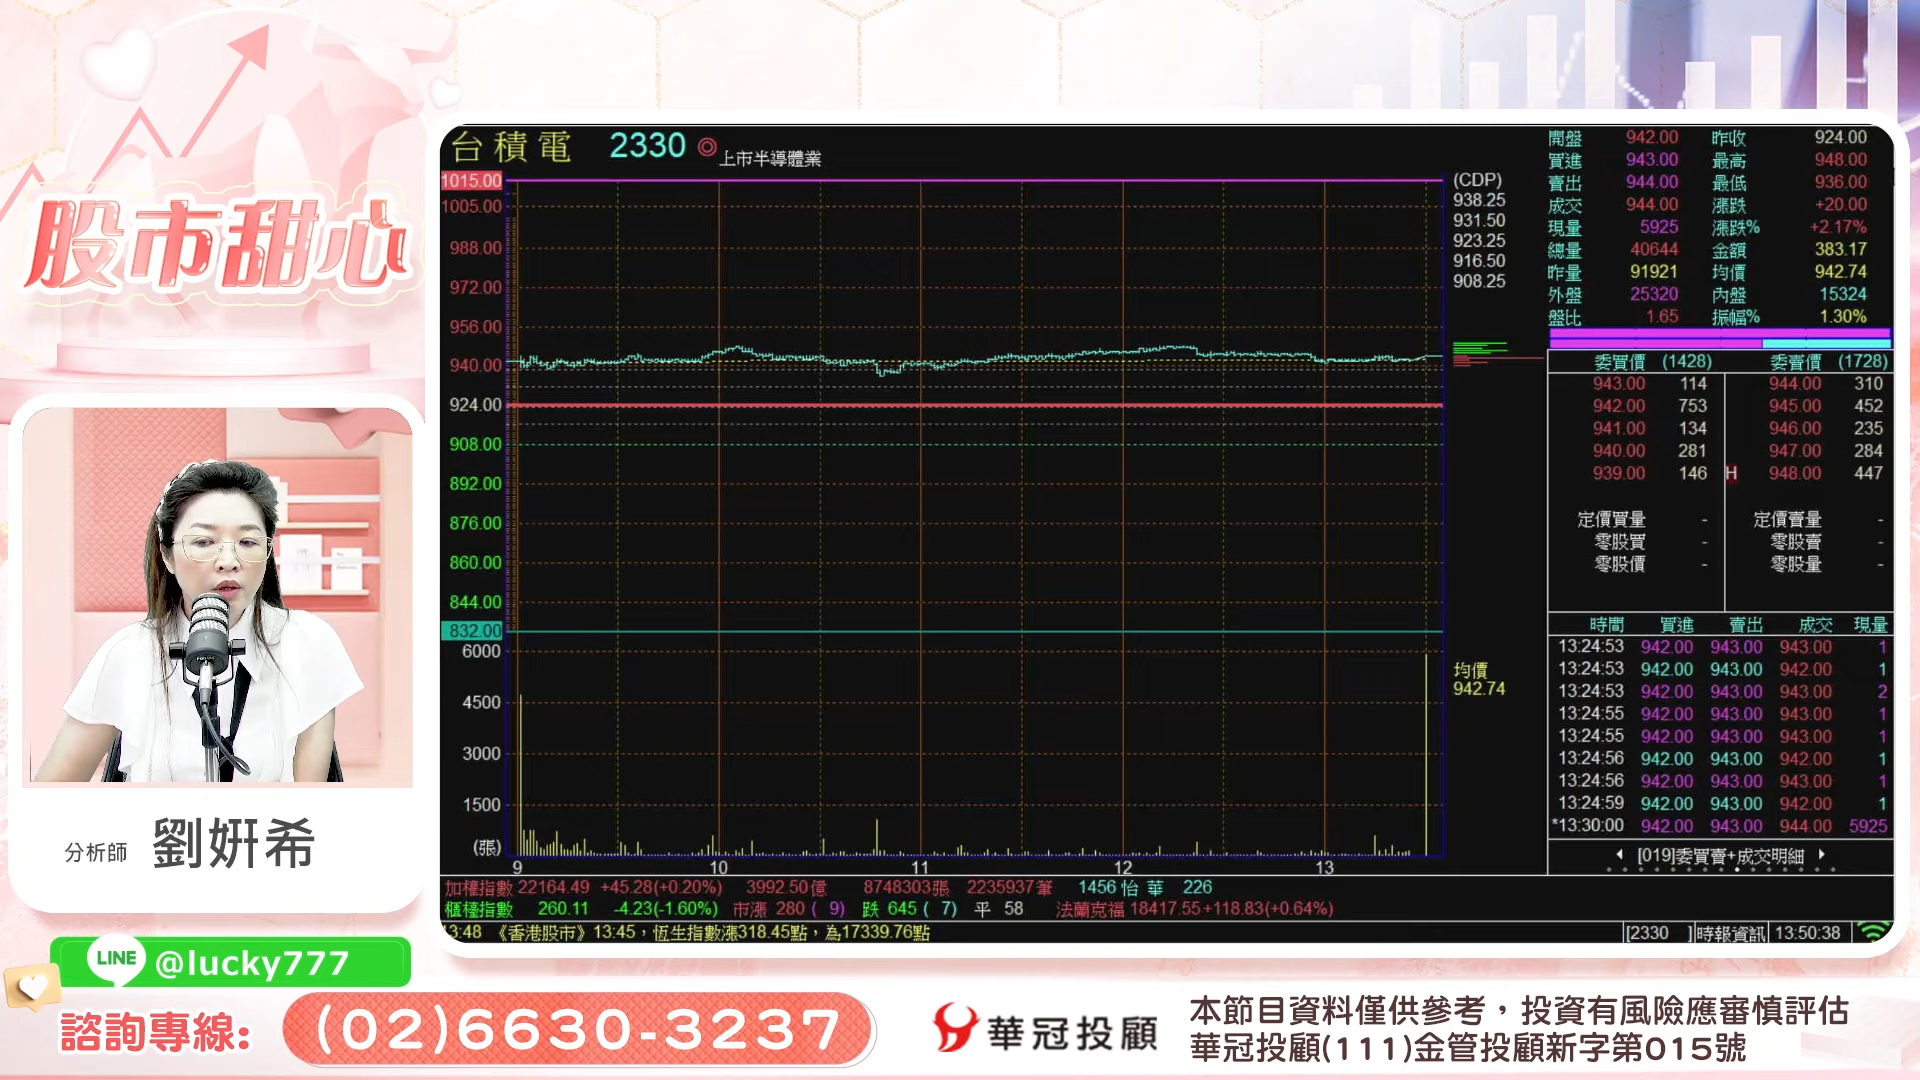 股市甜心
分析師 劉姸希
LINE @lucky777
諮詢專線: (02)6630-3237
華冠投顧
本節目資料僅供參考，投資有風險應審慎評估
華冠投顧(111)金管投顧新字第015號
台積電 2330 ◎ 上市半導體業
1015.00
1005.00
988.00
972.00
956.00
940.00
924.00
908.00
892.00
876.00
860.00
844.00
832.00
6000
4500
3000
1500
(張)
9 10 11 12 13
(CDP)
938.25
931.50
923.25
916.50
908.25
均價
942.74
開盤 942.00 昨收 924.00
買進 943.00 最高 948.00
賣出 944.00 最低 936.00
成交 944.00 漲跌 +20.00
現量 5925 漲跌% +2.17%
總量 40644 金額 383.17
昨量 91921 均價 942.74
外盤 25320 內盤 15324
盤比 1.65 振幅% 1.30%
委買價 (1428) 委賣價 (1728)
943.00 114 944.00 310
942.00 753 945.00 452
941.00 134 946.00 235
940.00 281 947.00 284
939.00 146 H 948.00 447
定價買量 - 定價賣量 -
零股買 - 零股賣 -
零股價 - 零股量 -
時間 買進 賣出 成交 現量
13:24:53 942.00 943.00 943.00 1
13:24:53 942.00 943.00 942.00 1
13:24:53 942.00 943.00 943.00 2
13:24:55 942.00 943.00 943.00 1
13:24:55 942.00 943.00 943.00 1
13:24:56 942.00 943.00 942.00 1
13:24:56 942.00 943.00 943.00 1
13:24:59 942.00 943.00 942.00 1
*13:30:00 942.00 943.00 944.00 5925
[019]委買賣+成交明細
加權指數 22164.49 +45.28(+0.20%) 3992.50億 8748303張 2235937筆 1456 怡華 226
櫃檯指數 260.11 -4.23(-1.60%) 市漲 280 ( 9) 跌 645 ( 7) 平 58 法蘭克福 18417.55 +118.83(+0.64%)
13:48 《香港股市》13:45，恆生指數漲318.45點，為17339.76點
[2330 ] 時報資訊 13:50:38